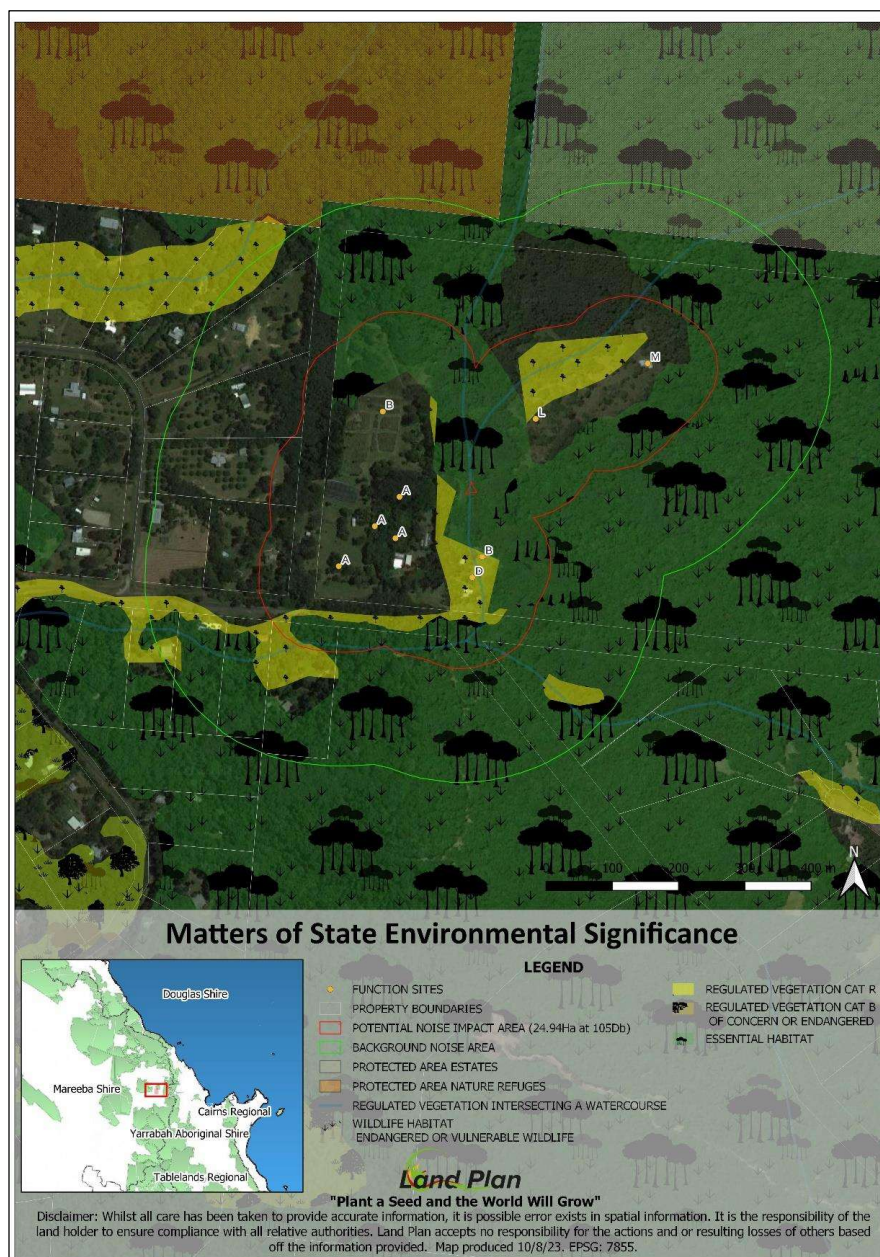 M
B
L
A
A
A
A
B
D
100 200 300 400 m
N
Matters of State Environmental Significance
LEGEND
FUNCTION SITES
PROPERTY BOUNDARIES
POTENTIAL NOISE IMPACT AREA (24.94Ha at 105Db)
BACKGROUND NOISE AREA
PROTECTED AREA ESTATES
PROTECTED AREA NATURE REFUGES
REGULATED VEGETATION INTERSECTING A WATERCOURSE
WILDLIFE HABITAT
ENDANGERED OR VULNERABLE WILDLIFE
REGULATED VEGETATION CAT R
REGULATED VEGETATION CAT B
OF CONCERN OR ENDANGERED
ESSENTIAL HABITAT
Douglas Shire
Mareeba Shire
Cairns Regional
Yarrabah Aboriginal Shire
Tablelands Regional
Land Plan
"Plant a Seed and the World Will Grow"
Disclaimer: Whilst all care has been taken to provide accurate information, it is possible error exists in spatial information. It is the responsibility of the
land holder to ensure compliance with all relative authorities. Land Plan accepts no responsibility for the actions and or resulting losses of others based
off the information provided. Map produced 10/8/23. EPSG: 7855.